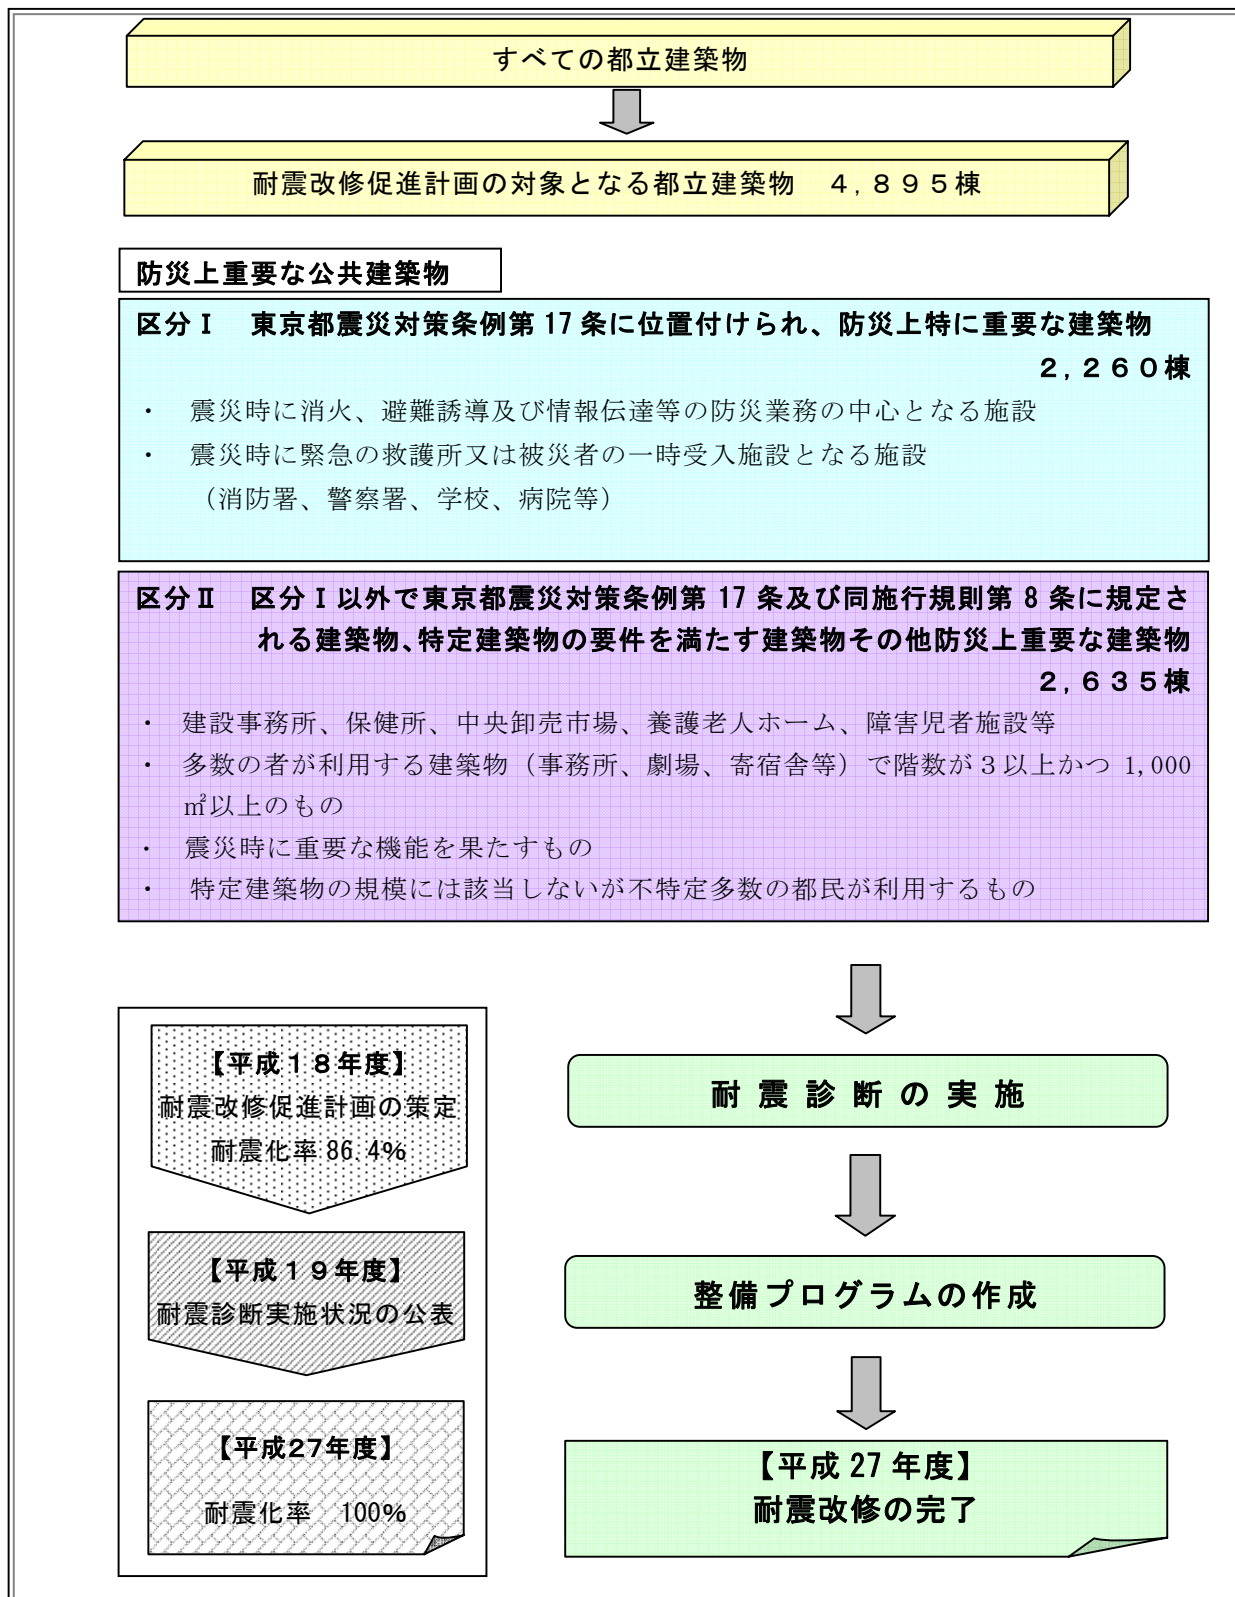 すべての都立建築物
耐震改修促進計画の対象となる都立建築物　４,８９５棟
防災上重要な公共建築物
区分Ⅰ　東京都震災対策条例第 17 条に位置付けられ、防災上特に重要な建築物
２,２６０棟
・　震災時に消火、避難誘導及び情報伝達等の防災業務の中心となる施設
・　震災時に緊急の救護所又は被災者の一時受入施設となる施設
（消防署、警察署、学校、病院等）
区分Ⅱ　区分Ⅰ以外で東京都震災対策条例第 17 条及び同施行規則第 8 条に規定さ
れる建築物、特定建築物の要件を満たす建築物その他防災上重要な建築物
２,６３５棟
・　建設事務所、保健所、中央卸売市場、養護老人ホーム、障害児者施設等
・　多数の者が利用する建築物（事務所、劇場、寄宿舎等）で階数が３以上かつ 1,000
㎡以上のもの
・　震災時に重要な機能を果たすもの
・　特定建築物の規模には該当しないが不特定多数の都民が利用するもの
【平成１８年度】
耐震改修促進計画の策定
耐震化率 86.4%
【平成１９年度】
耐震診断実施状況の公表
【平成27年度】
耐震化率　100%
耐 震 診 断 の 実 施
整備プログラムの作成
【平成 27 年度】
耐震改修の完了